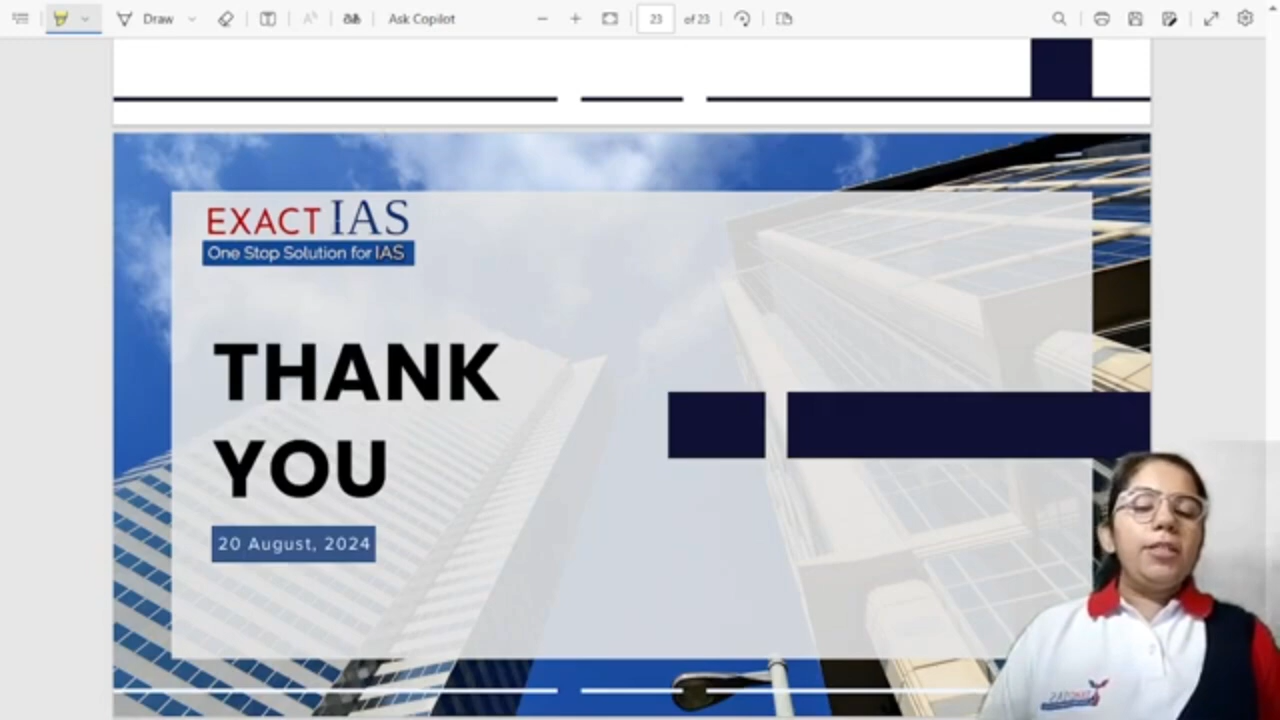 Draw
Ask Copilot
23 of 23
EXACT IAS
One Stop Solution for IAS
THANK
YOU
20 August, 2024